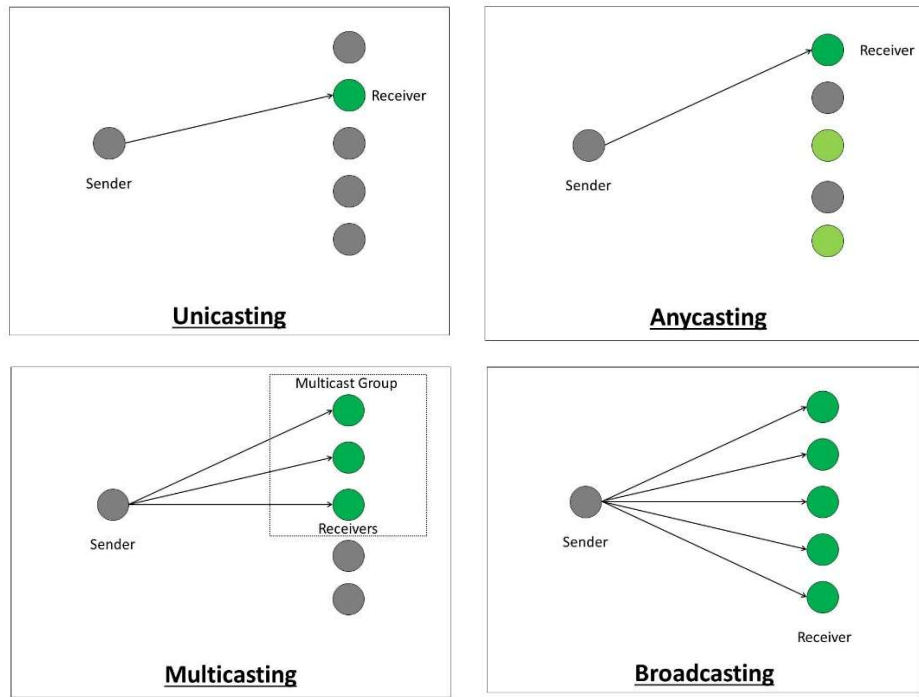 Receiver
Sender
Unicasting
Receiver
Sender
Anycasting
Multicast Group
Sender
Receivers
Multicasting
Sender
Receiver
Broadcasting